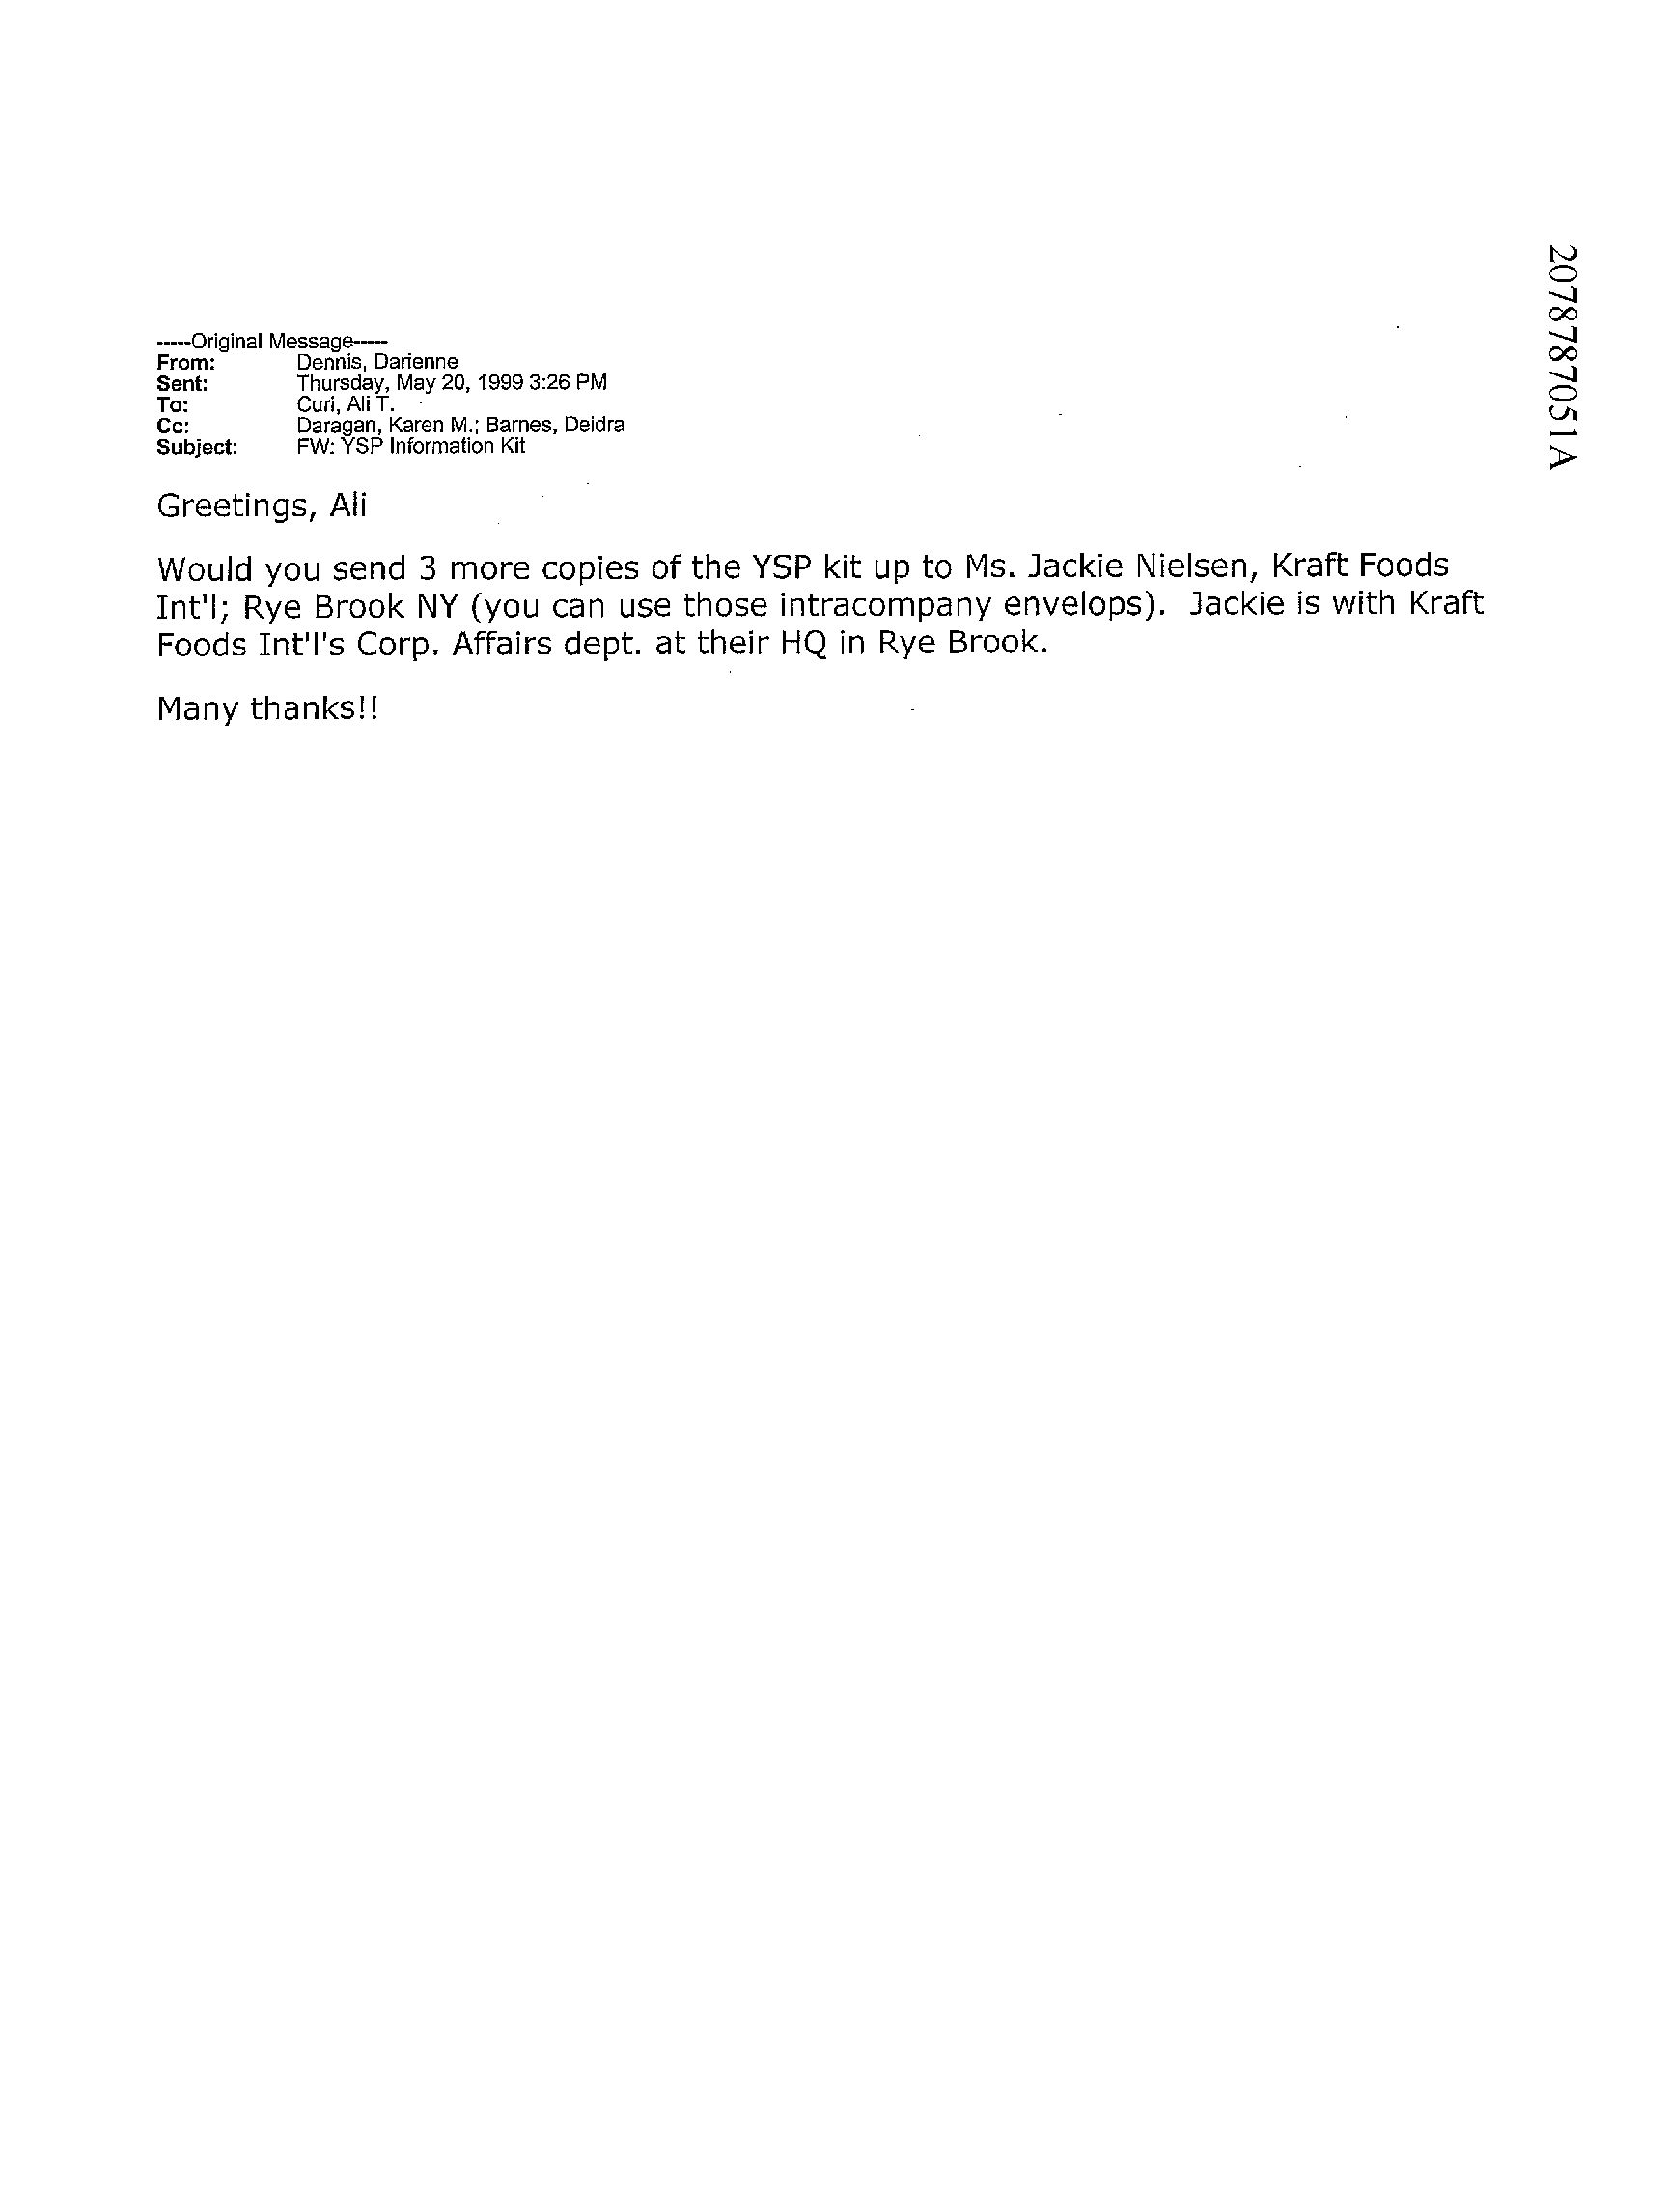 2078787051A
-----Original Message-----
From: Dennis, Darienne
Sent: Thursday, May 20, 1999 3:26 PM
To: Curi, Ali T.
Cc: Daragan, Karen M.; Barnes, Deidra
Subject: FW: YSP Information Kit
Greetings, Ali
Would you send 3 more copies of the YSP kit up to Ms. Jackie Nielsen, Kraft Foods
Int'l; Rye Brook NY (you can use those intracompany envelops).  Jackie is with Kraft
Foods Int'l's Corp. Affairs dept. at their HQ in Rye Brook.
Many thanks!!